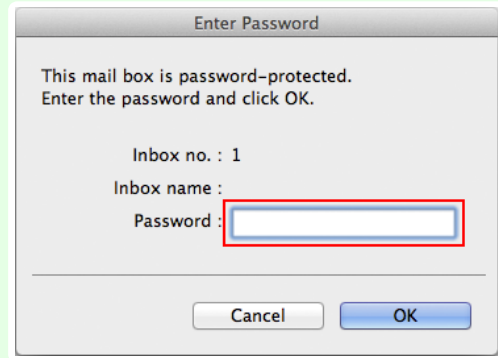 Enter Password
This mail box is password-protected.
Enter the password and click OK.
Inbox no. : 1
Inbox name :
Password :
Cancel
OK